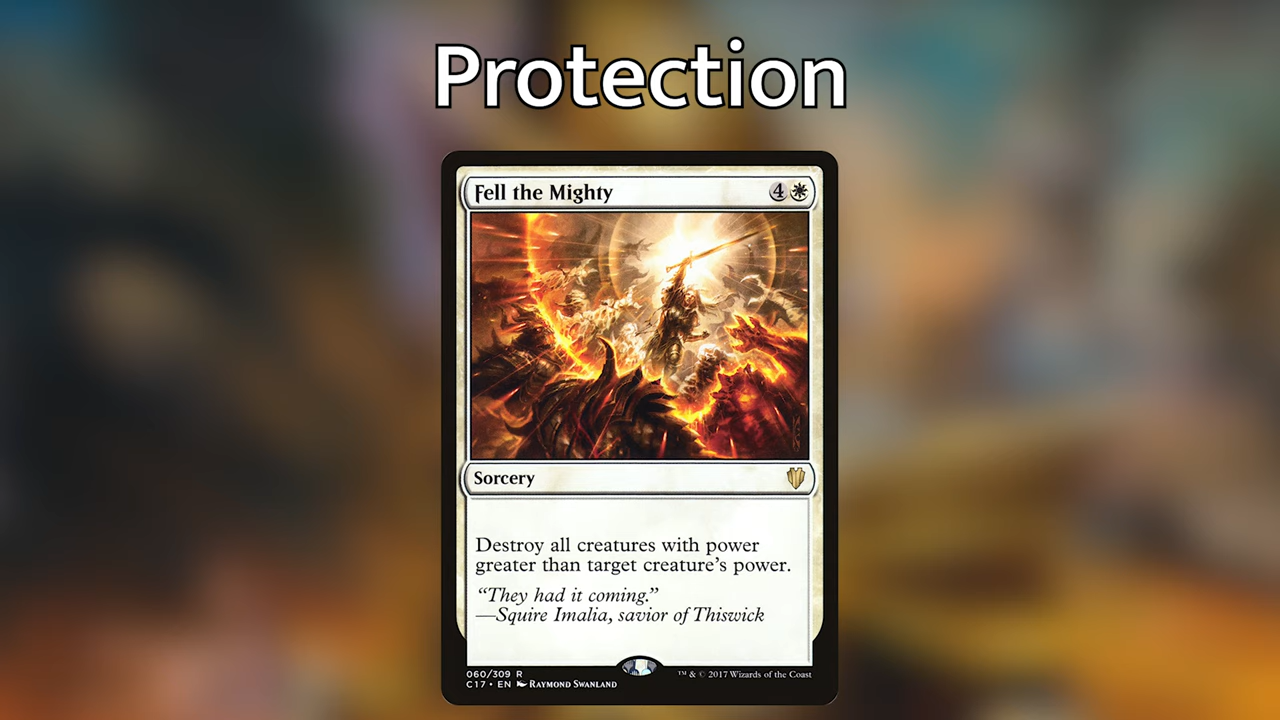 Protection
Fell the Mighty
4
Sorcery
Destroy all creatures with power
greater than target creature's power.
“They had it coming.”
—Squire Imalia, savior of Thiswick
060/309 R
C17 • EN Raymond Swanland
™ & © 2017 Wizards of the Coast